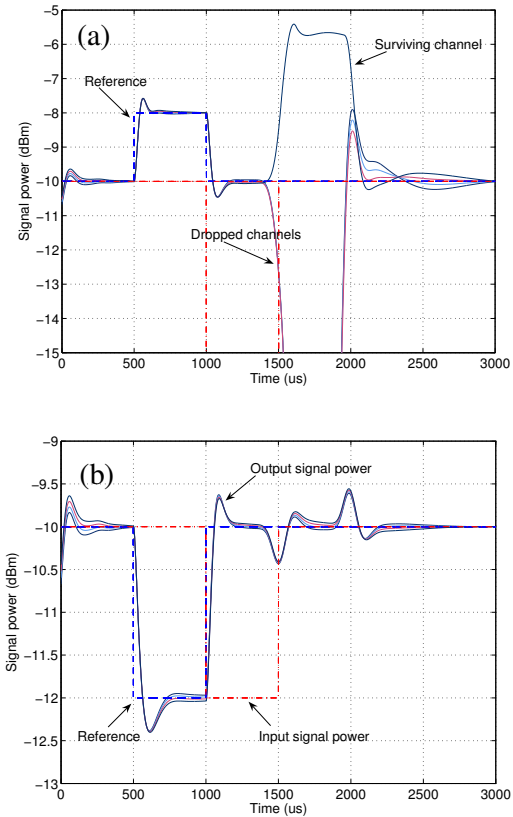 (a)
Surviving channel
Reference
Dropped channels
Signal power (dBm)
−5
−6
−7
−8
−9
−10
−11
−12
−13
−14
−15
0
500
1000
1500
2000
2500
3000
Time (us)
(b)
Output signal power
Reference
Input signal power
Signal power (dBm)
−9
−9.5
−10
−10.5
−11
−11.5
−12
−12.5
−13
0
500
1000
1500
2000
2500
3000
Time (us)